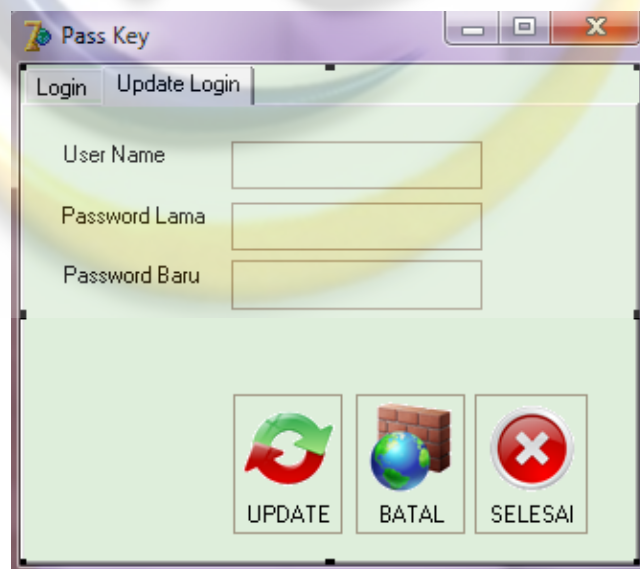 Pass Key
Login Update Login
User Name
Password Lama
Password Baru
UPDATE BATAL SELESAI